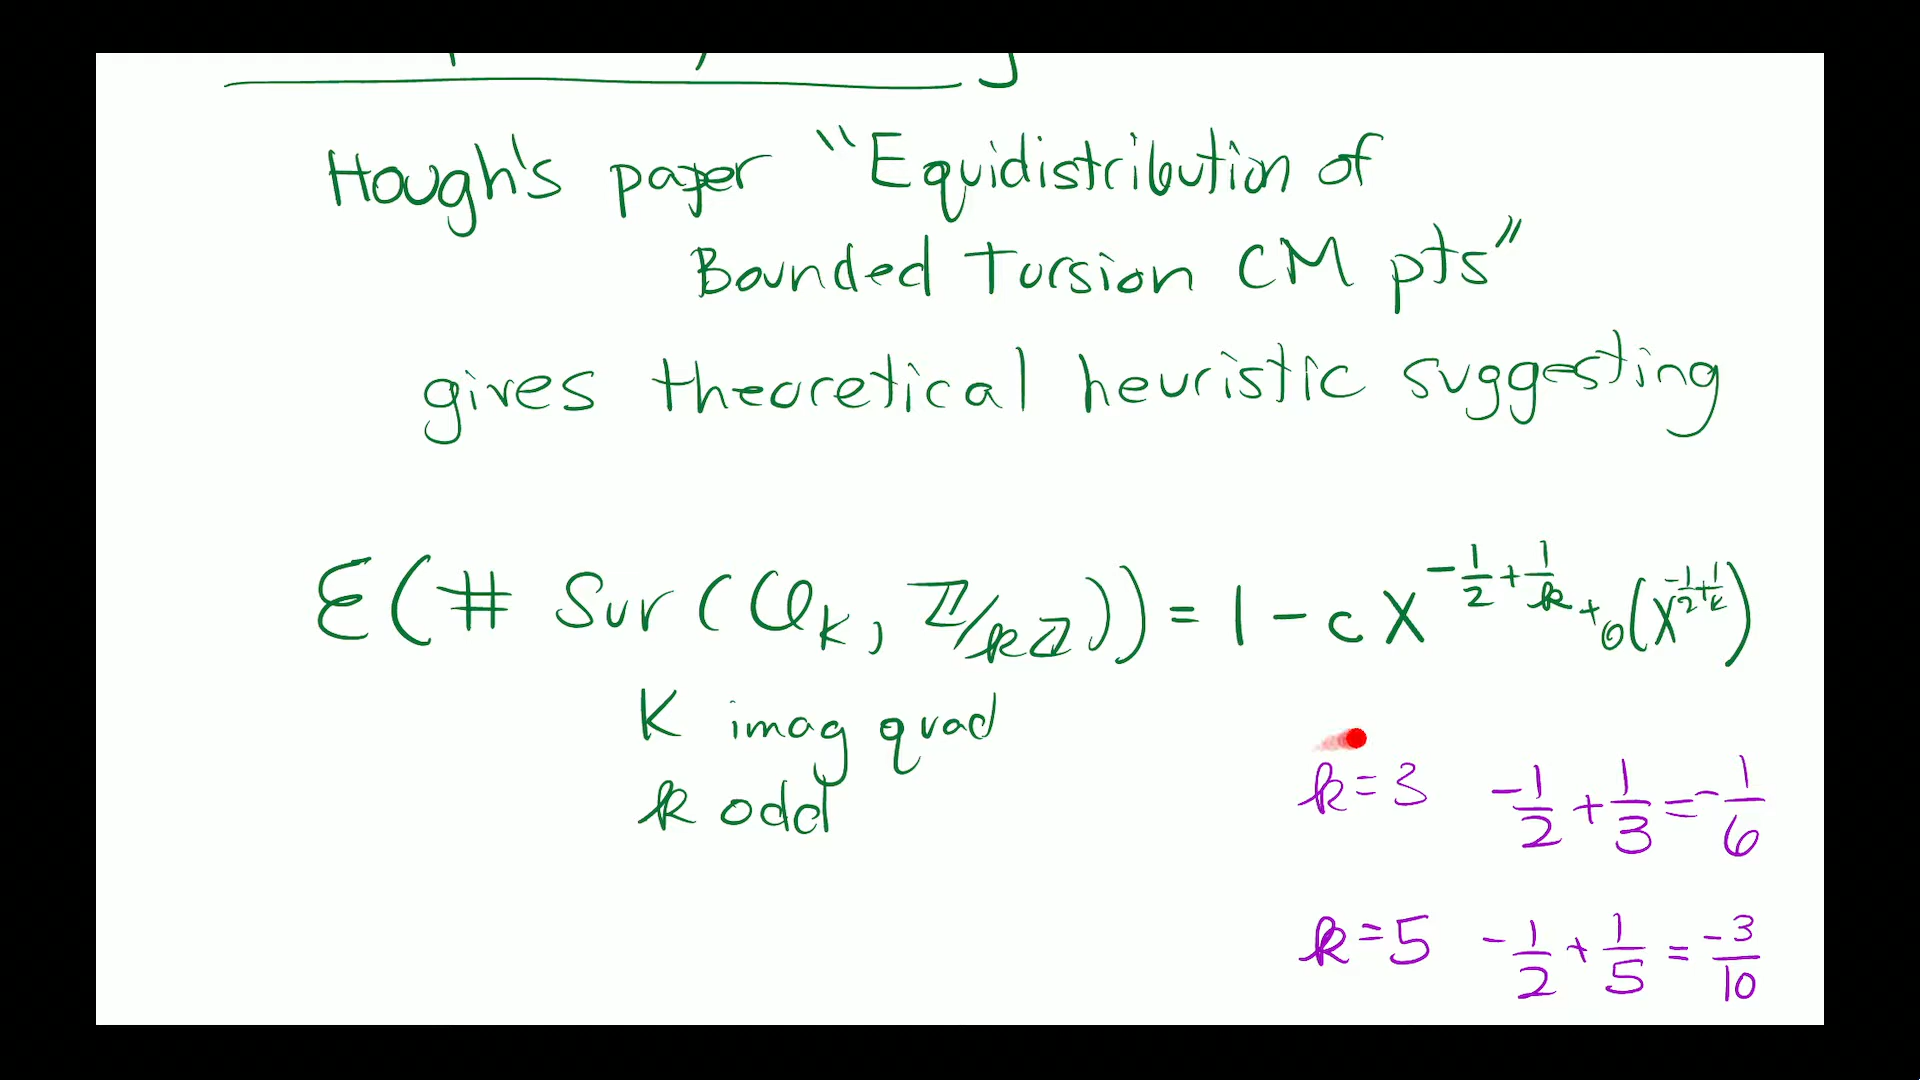 Hough's paper "Equidistribution of
Bounded Torsion CM pts"
gives theoretical heuristic suggesting
E(# Sur(Cl_K, ℤ/kℤ)) = 1 - c X^{-1/2 + 1/k} + o(X^{-1/2 + 1/k})
K imag quad
k odd
k=3 -1/2 + 1/3 = -1/6
k=5 -1/2 + 1/5 = -3/10